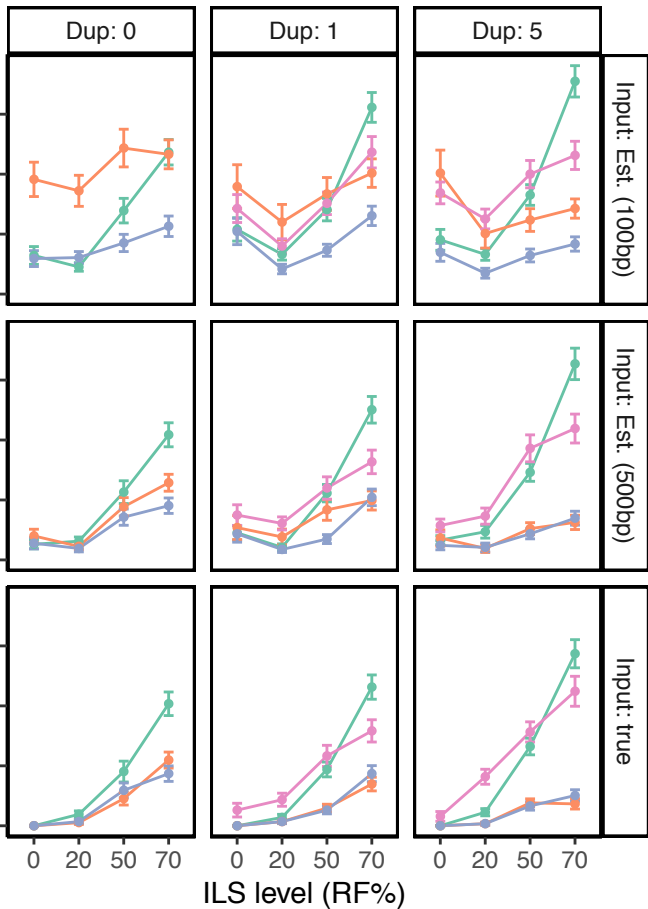 Dup: 0 Dup: 1 Dup: 5
Input: Est. (100bp)
Input: Est. (500bp)
Input: true
0 20 50 70 0 20 50 70 0 20 50 70
ILS level (RF%)